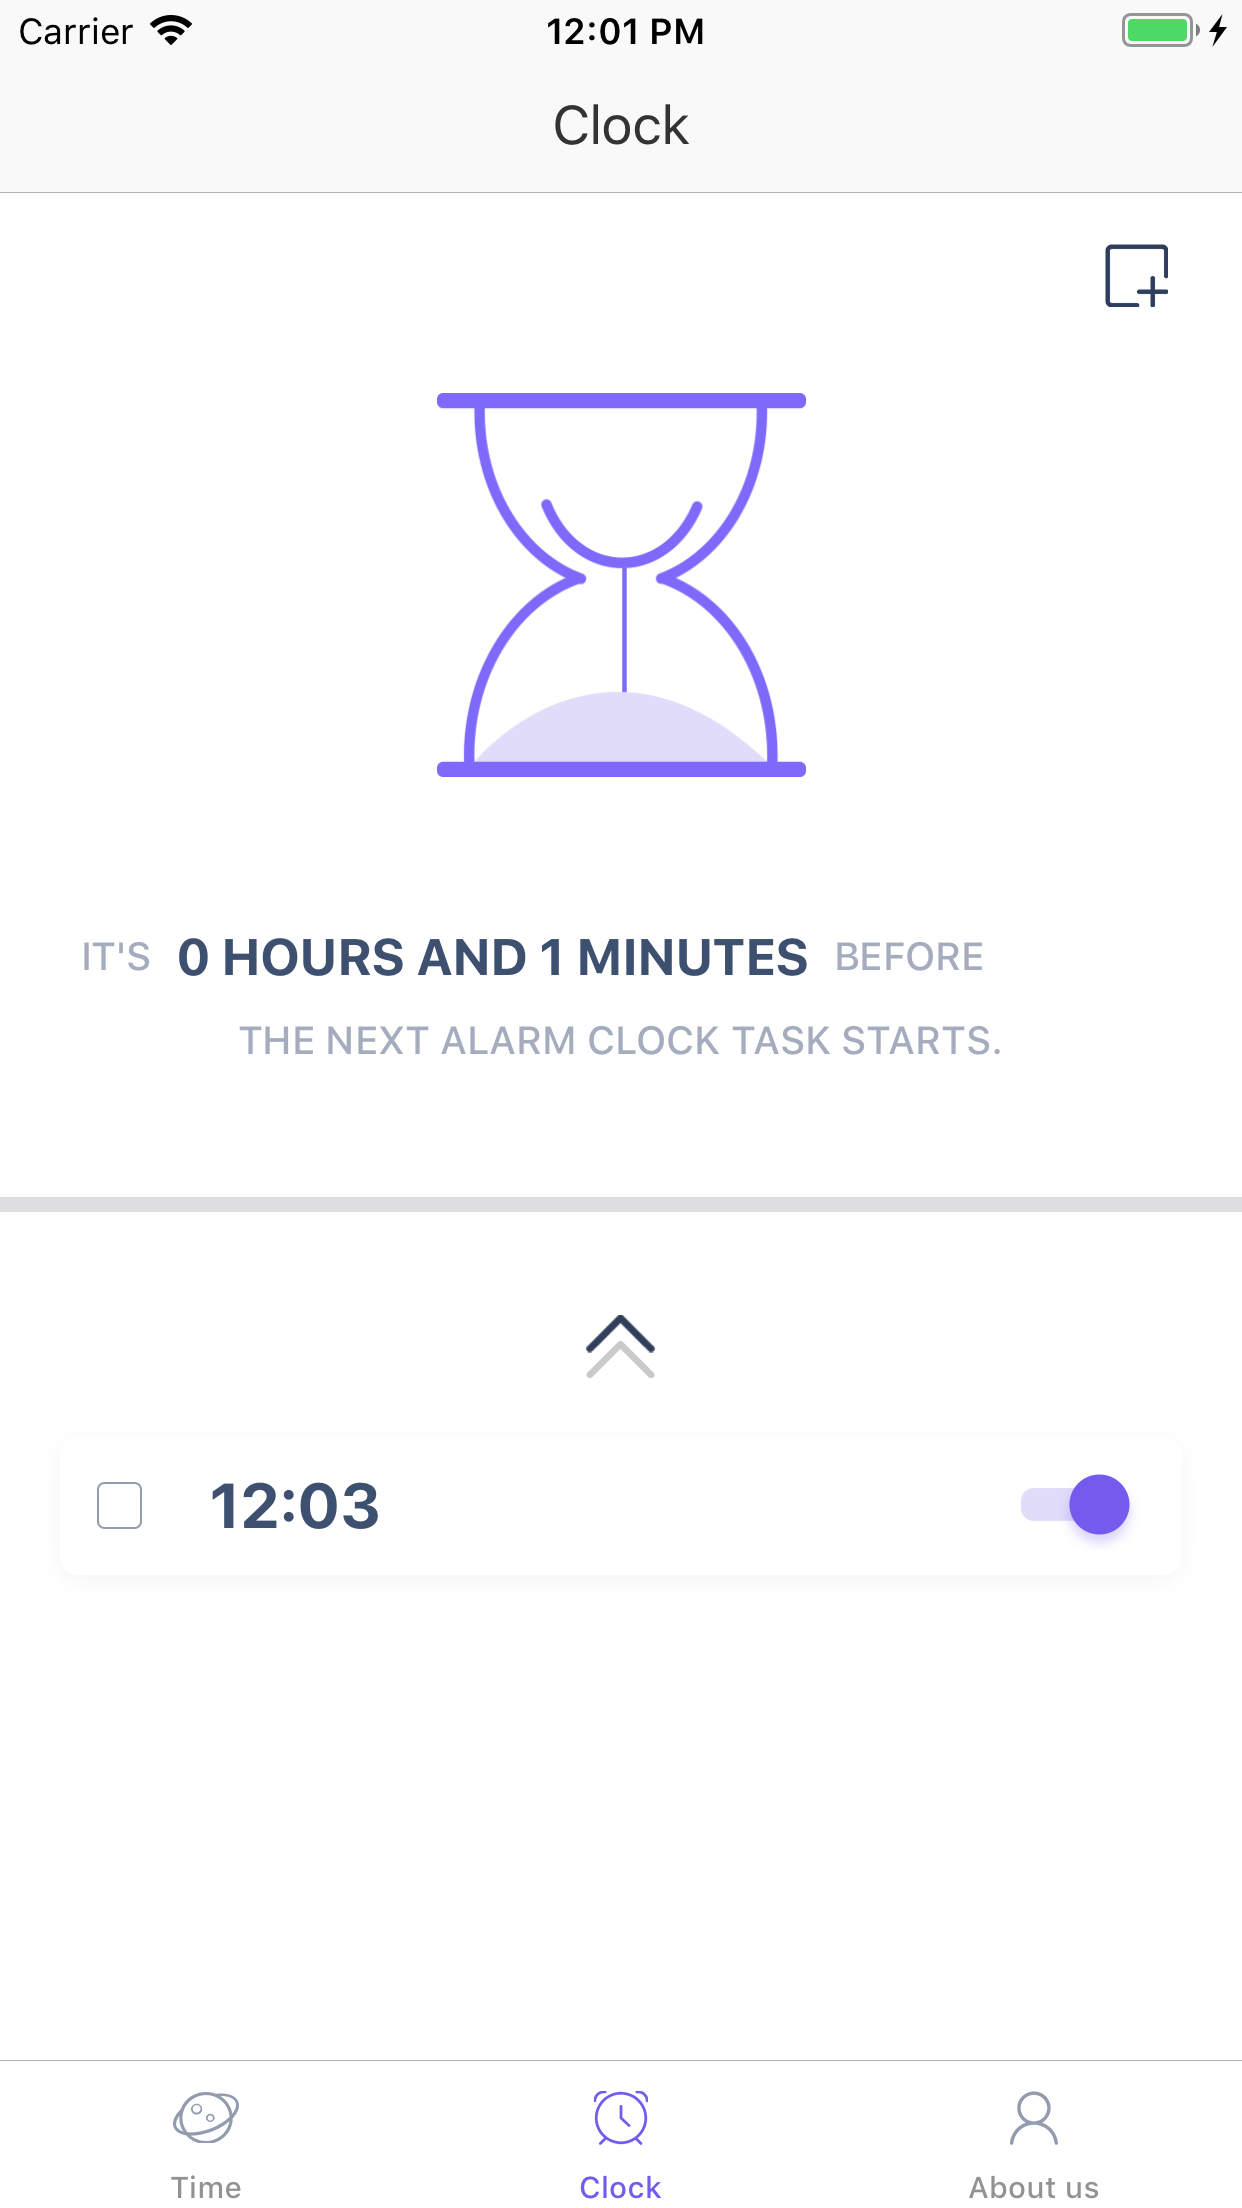 Carrier 12:01 PM
Clock
IT'S 0 HOURS AND 1 MINUTES BEFORE
THE NEXT ALARM CLOCK TASK STARTS.
12:03
Time Clock About us